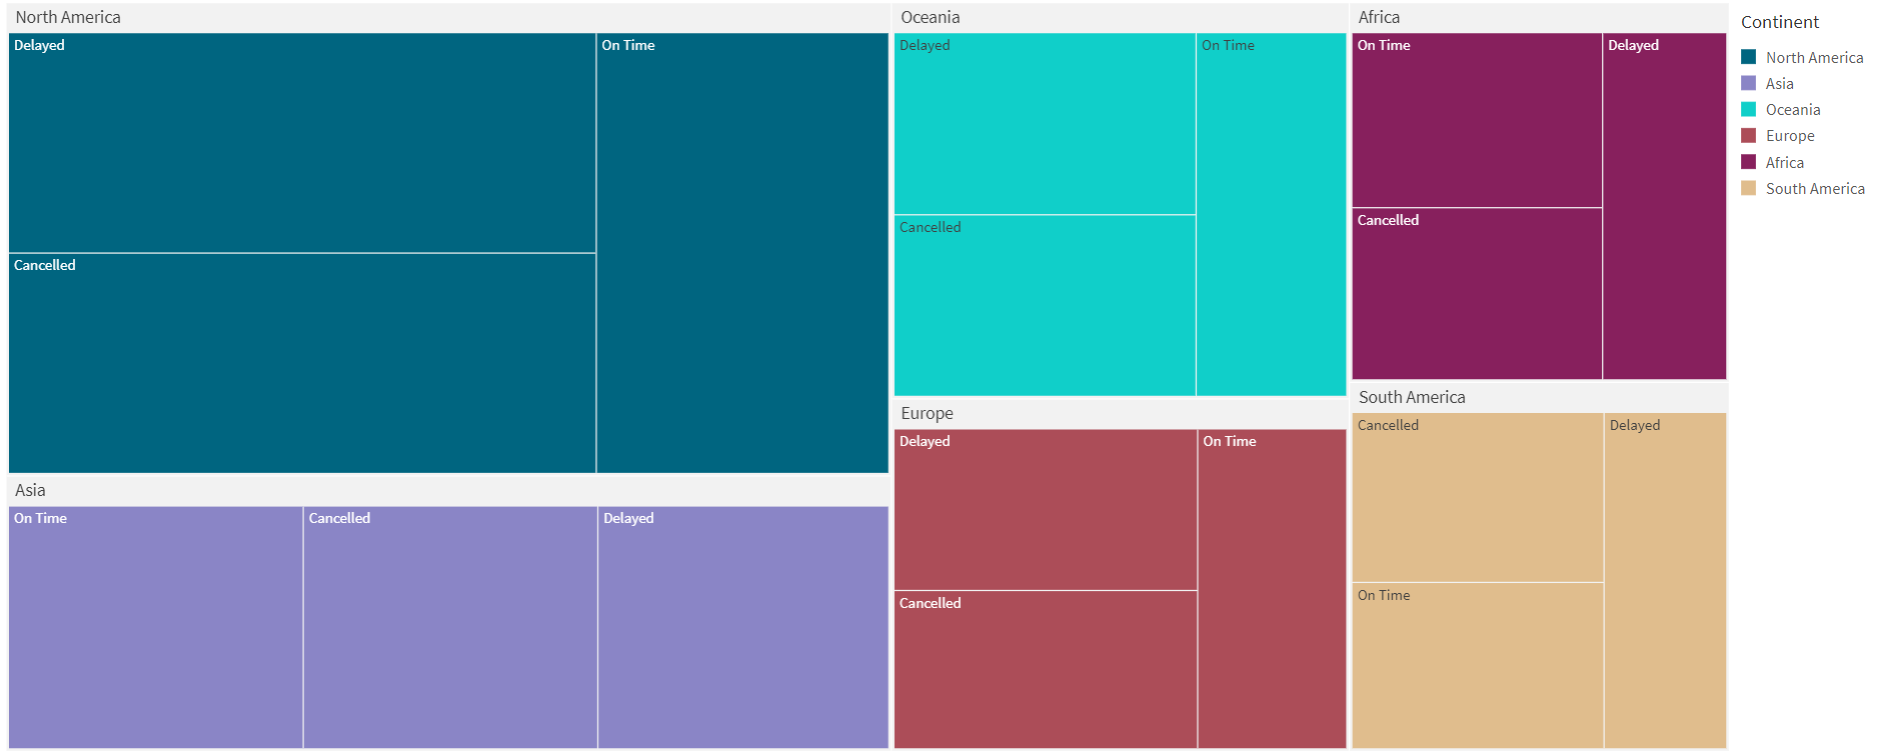 North America
Delayed
On Time
Cancelled
Asia
On Time
Cancelled
Delayed
Oceania
Delayed
On Time
Cancelled
Europe
Delayed
On Time
Cancelled
Africa
On Time
Delayed
Cancelled
South America
Cancelled
Delayed
On Time
Continent
North America
Asia
Oceania
Europe
Africa
South America